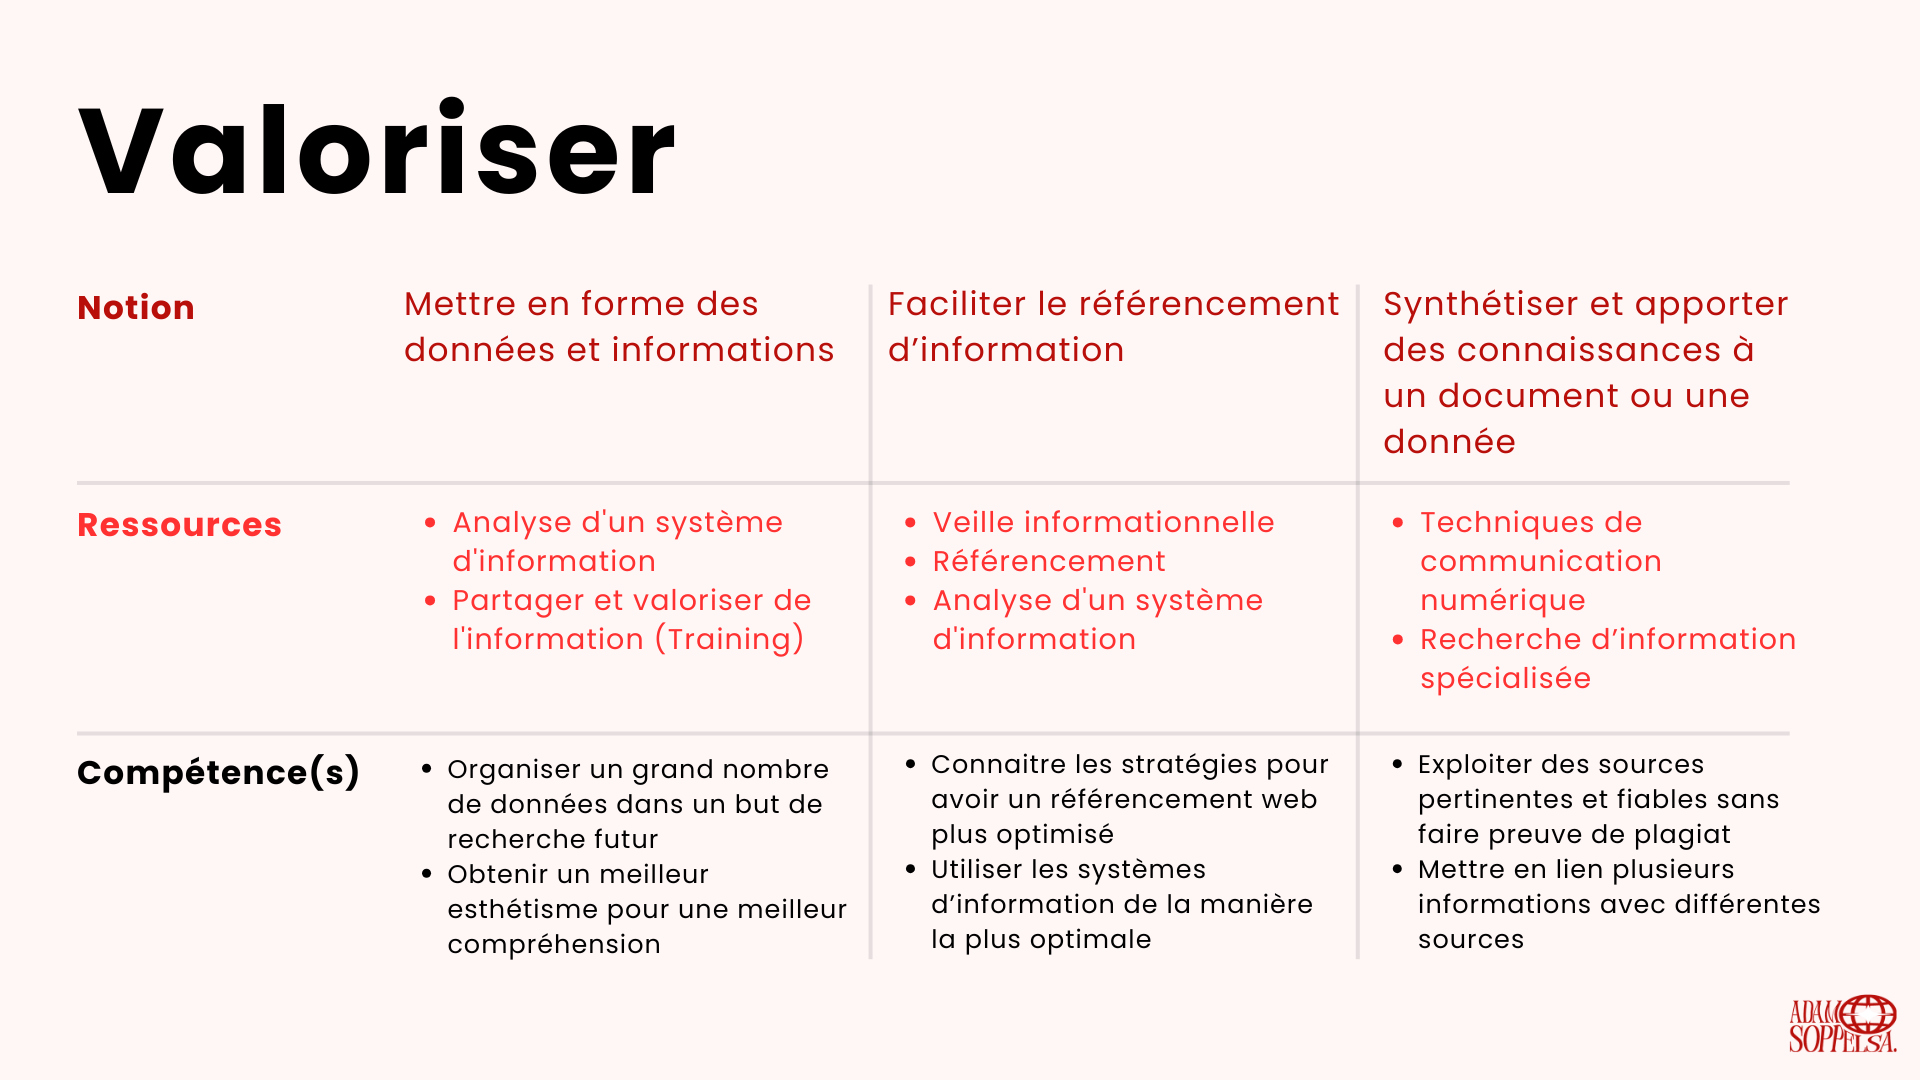 Valoriser
Notion
Mettre en forme des
données et informations
Faciliter le référencement
d’information
Synthétiser et apporter
des connaissances à
un document ou une
donnée
Ressources
• Analyse d'un système
d'information
• Partager et valoriser de
l'information (Training)
• Veille informationnelle
• Référencement
• Analyse d'un système
d'information
• Techniques de
communication
numérique
• Recherche d’information
spécialisée
Compétence(s)
• Organiser un grand nombre
de données dans un but de
recherche futur
• Obtenir un meilleur
esthétisme pour une meilleur
compréhension
• Connaitre les stratégies pour
avoir un référencement web
plus optimisé
• Utiliser les systèmes
d’information de la manière
la plus optimale
• Exploiter des sources
pertinentes et fiables sans
faire preuve de plagiat
• Mettre en lien plusieurs
informations avec différentes
sources
ADAM
SOPPELSA.